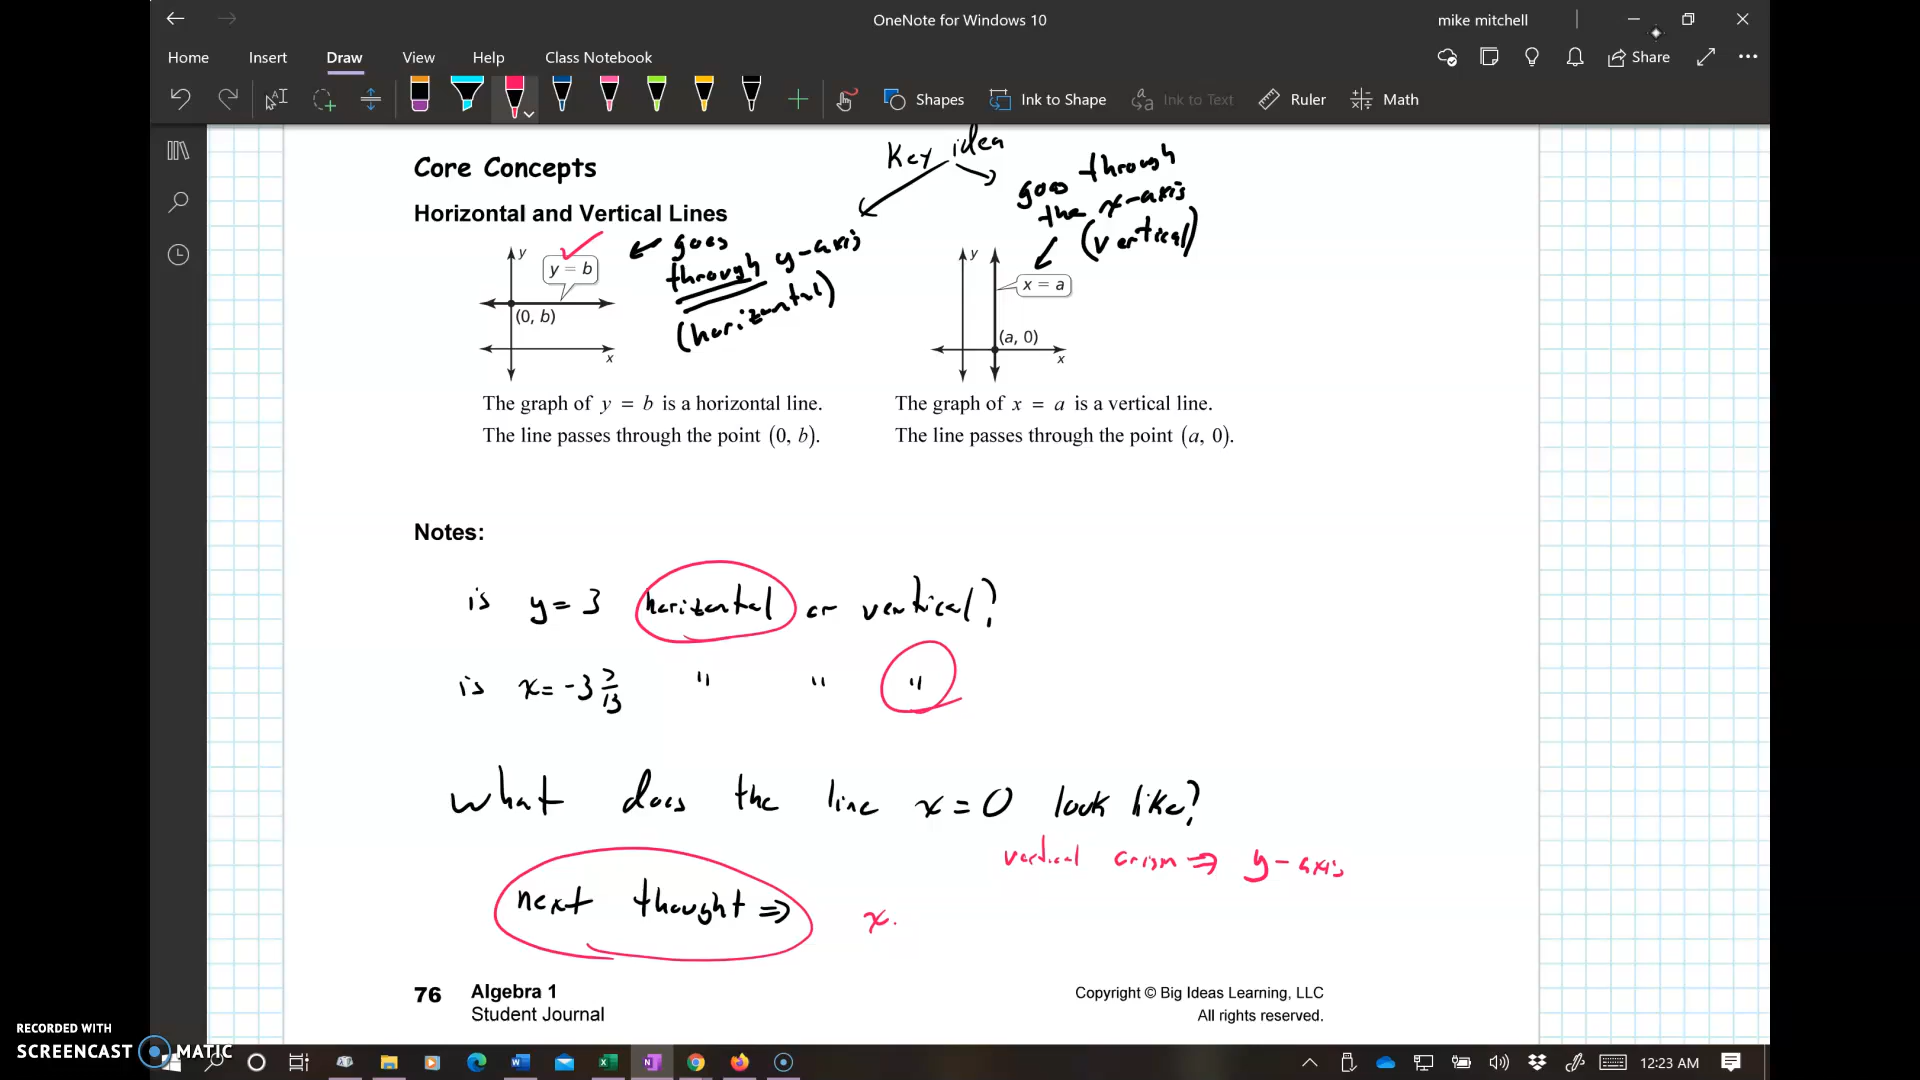 OneNote for Windows 10
mike mitchell
Home Insert Draw View Help Class Notebook
Share
Shapes Ink to Shape Ink to Text Ruler Math
Key idea
Core Concepts
Horizontal and Vertical Lines
goes through y-axis (horizontal)
goes through the x-axis (vertical)
y
y = b
(0, b)
x
y
x = a
(a, 0)
x
The graph of y = b is a horizontal line.
The line passes through the point (0, b).
The graph of x = a is a vertical line.
The line passes through the point (a, 0).
Notes:
is y = 3 horizontal or vertical?
" " "
what does the line x = 0 look like?
vertical ⇒ y-axis
next thought ⇒ x
76 Algebra 1
Student Journal
Copyright © Big Ideas Learning, LLC
All rights reserved.
RECORDED WITH
SCREENCAST MATIC
12:23 AM